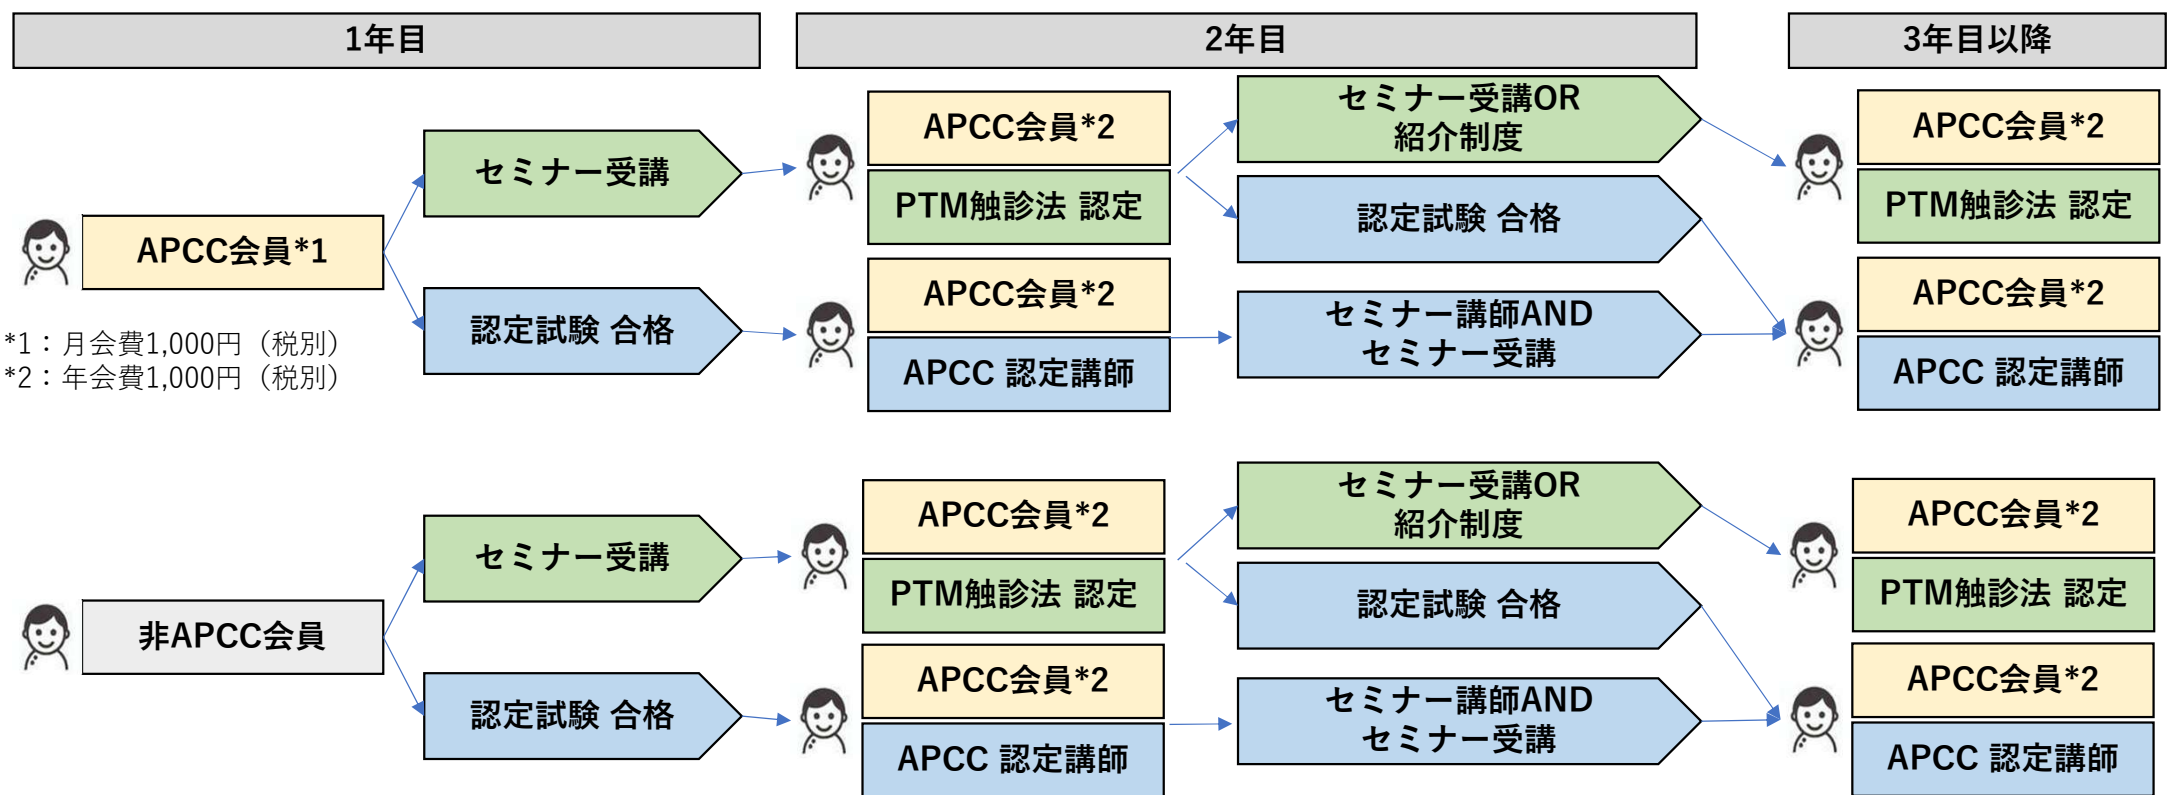 1年目
2年目
3年目以降
APCC会員*1
セミナー受講
認定試験 合格
*1：月会費1,000円（税別）
*2：年会費1,000円（税別）
APCC会員*2
PTM触診法 認定
APCC会員*2
APCC 認定講師
セミナー受講OR
紹介制度
認定試験 合格
セミナー講師AND
セミナー受講
APCC会員*2
PTM触診法 認定
APCC会員*2
APCC 認定講師
非APCC会員
セミナー受講
認定試験 合格
APCC会員*2
PTM触診法 認定
APCC会員*2
APCC 認定講師
セミナー受講OR
紹介制度
認定試験 合格
セミナー講師AND
セミナー受講
APCC会員*2
PTM触診法 認定
APCC会員*2
APCC 認定講師